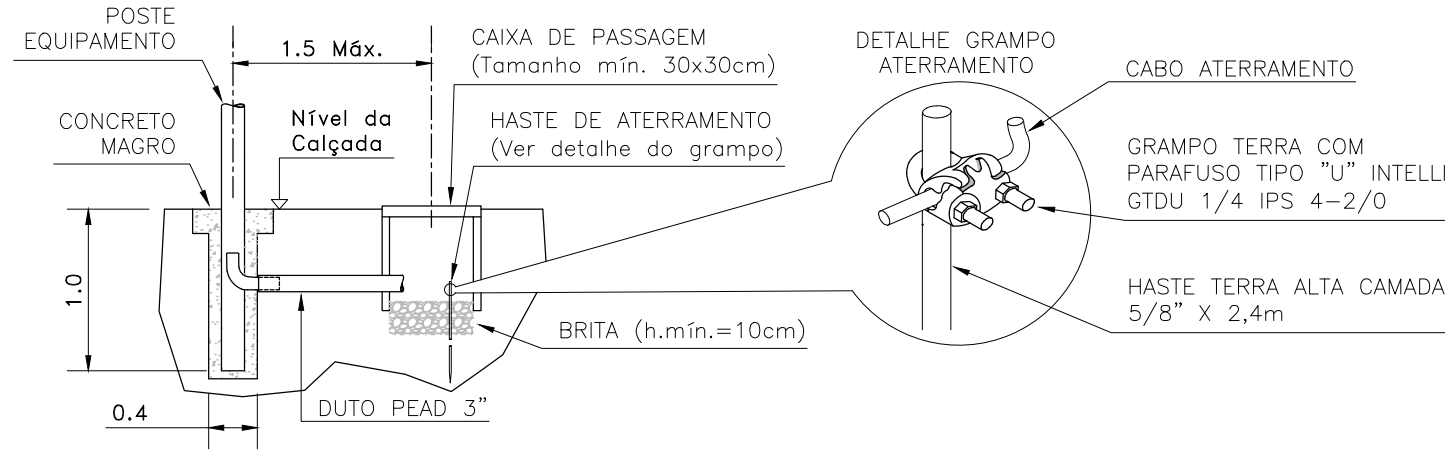 POSTE
EQUIPAMENTO
1.5 Máx.
CAIXA DE PASSAGEM
(Tamanho mín. 30x30cm)
CONCRETO
MAGRO
Nível da
Calçada
HASTE DE ATERRAMENTO
(Ver detalhe do grampo)
1.0
BRITA (h.mín.=10cm)
DUTO PEAD 3"
0.4
DETALHE GRAMPO
ATERRAMENTO
CABO ATERRAMENTO
GRAMPO TERRA COM
PARAFUSO TIPO "U" INTELLI
GTDU 1/4 IPS 4-2/0
HASTE TERRA ALTA CAMADA
5/8" X 2,4m